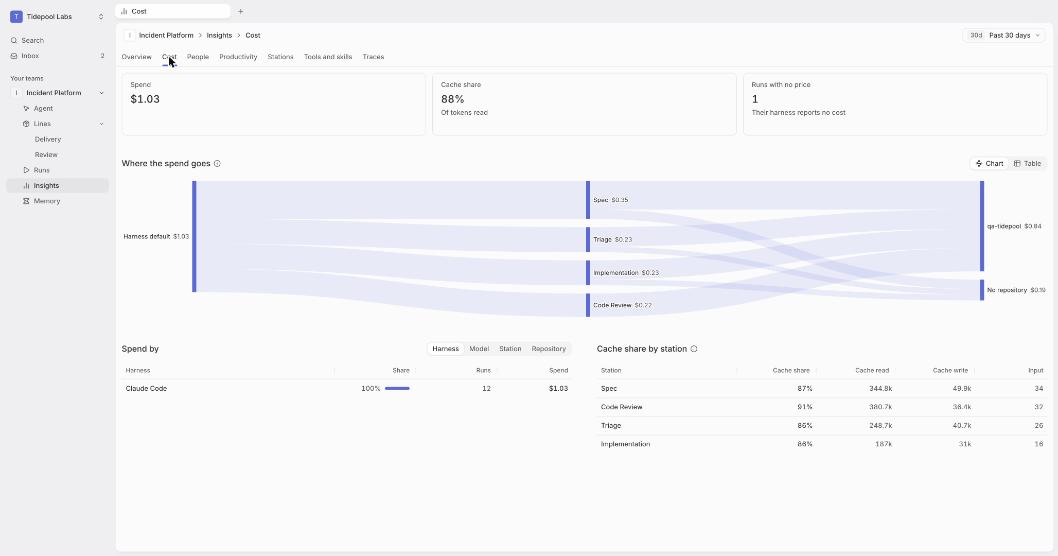 Cost
T Tidepool Labs
I Incident Platform > Insights > Cost
30d Past 30 days
Search
Inbox 2
Overview Cost People Productivity Stations Tools and skills Traces
Your teams
I Incident Platform
Agent
Lines
Delivery
Review
Runs
Insights
Memory
Spend
$1.03
Cache share
88%
Of tokens read
Runs with no price
1
Their harness reports no cost
Where the spend goes
Chart Table
Harness default $1.03
Spec $0.35
Triage $0.23
Implementation $0.23
Code Review $0.22
qa-tidepool $0.84
No repository $0.19
Spend by
Harness Model Station Repository
Harness Share Runs Spend
Claude Code 100% 12 $1.03
Cache share by station
Station Cache share Cache read Cache write Input
Spec 87% 344.8k 49.9k 34
Code Review 91% 380.7k 36.4k 32
Triage 86% 248.7k 40.7k 26
Implementation 86% 187k 31k 16